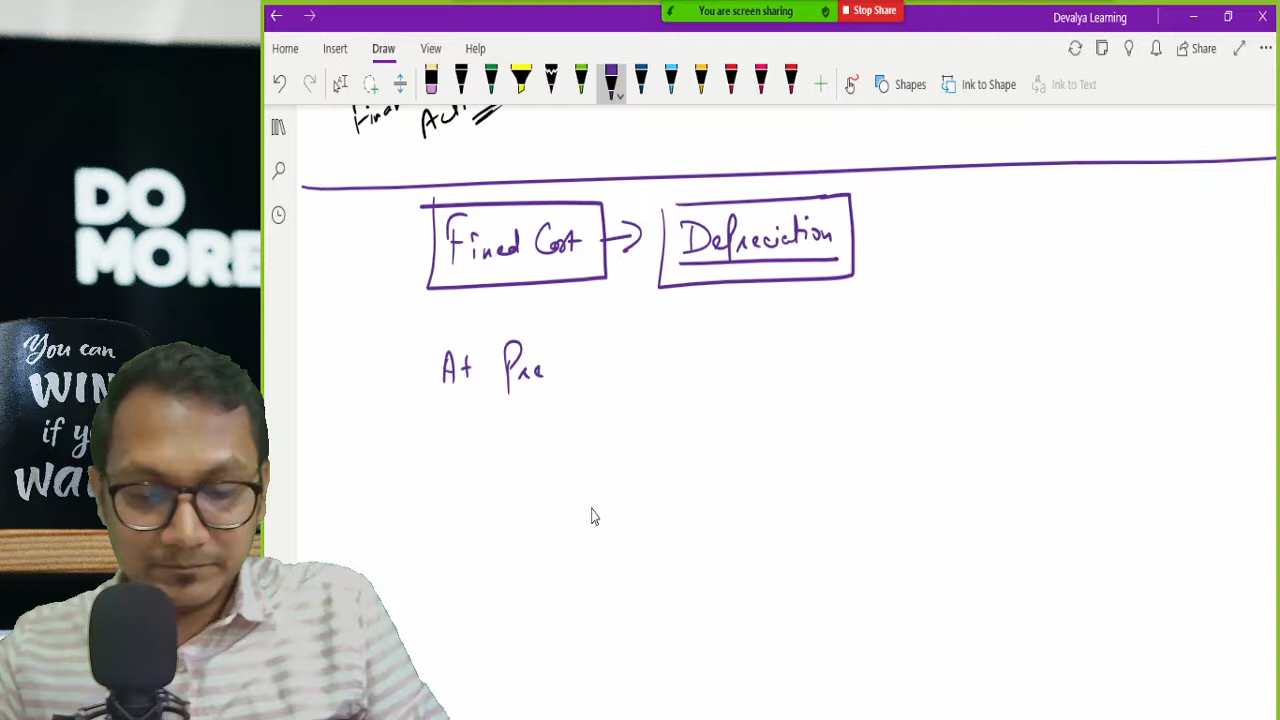 You are screen sharing
Stop Share
Devalya Learning
Home Insert Draw View Help
Share
Shapes
Ink to Shape
Ink to Text
Final
DO
MORE
Fixed Cost → Depreciation
You can
WIN
if y
Wa
At Pre